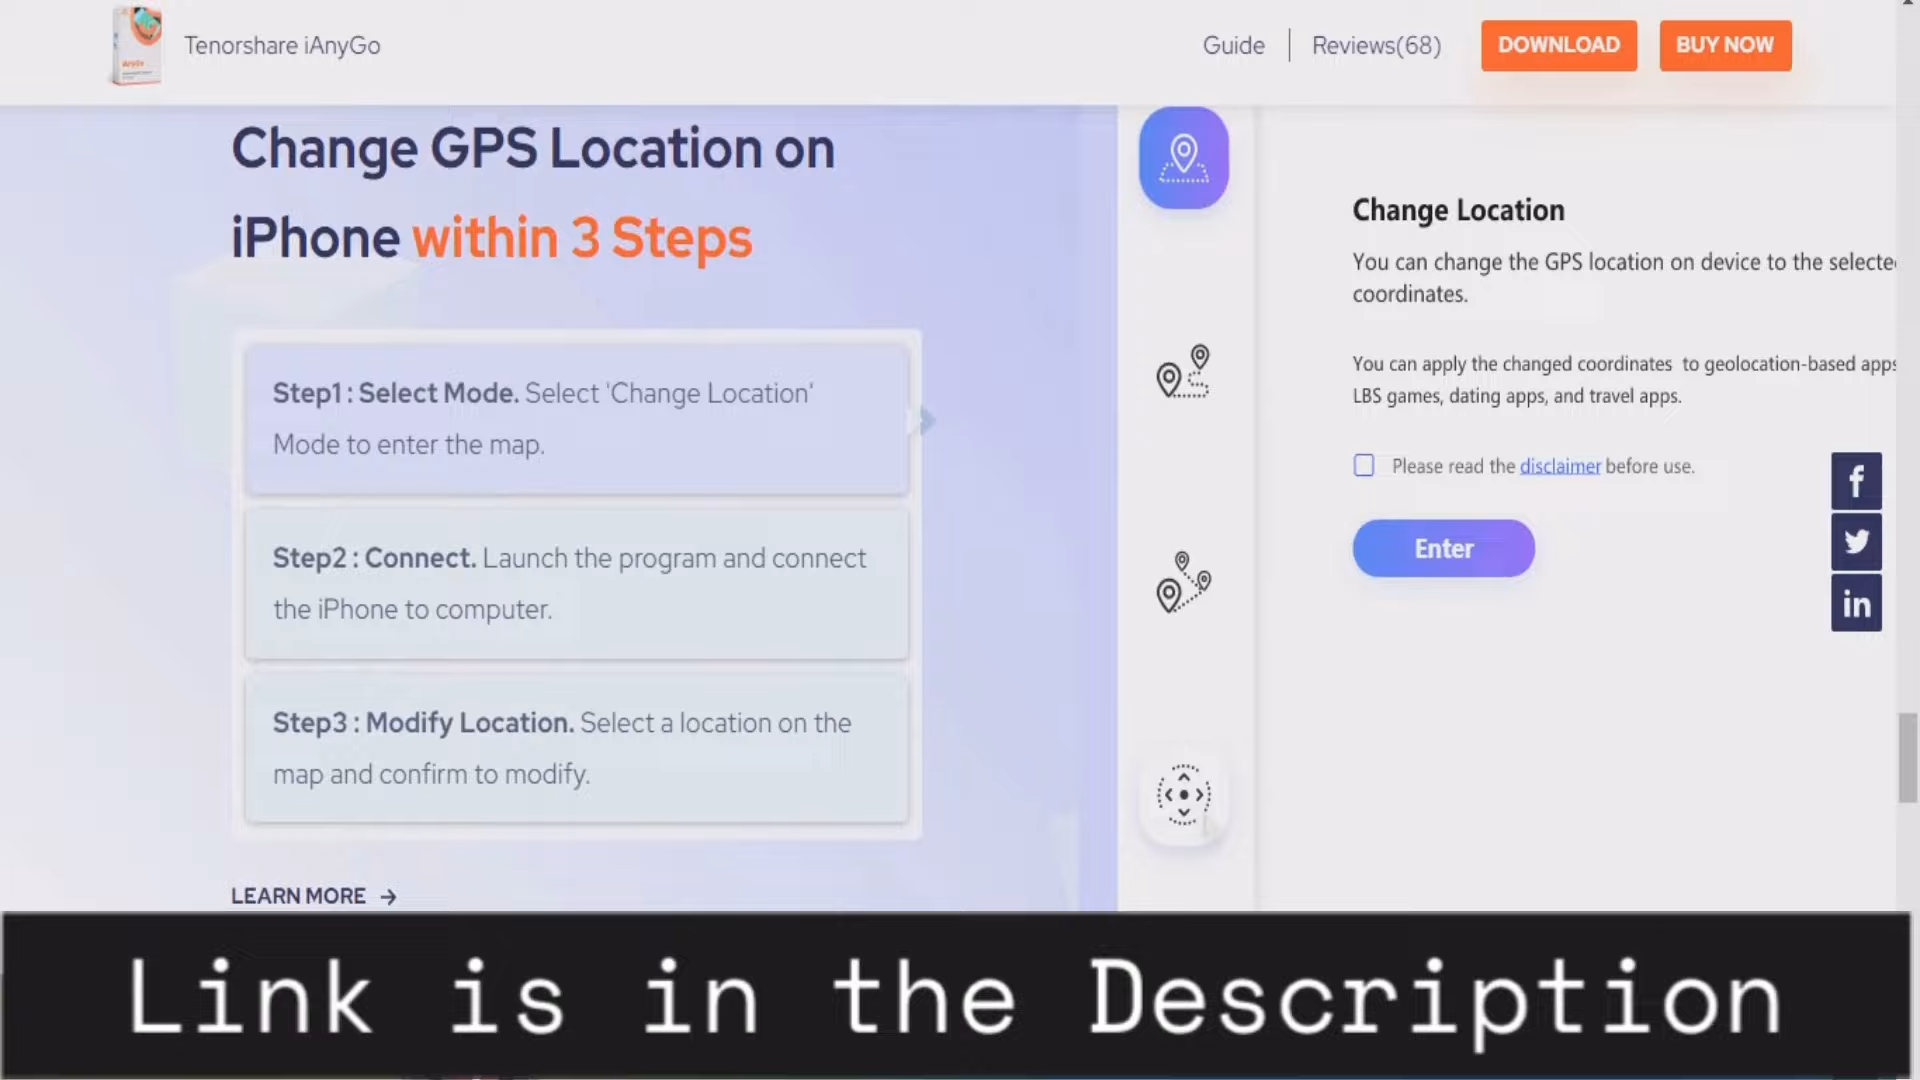 Tenorshare iAnyGo
Guide
Reviews(68)
DOWNLOAD
BUY NOW
Change GPS Location on
iPhone within 3 Steps
Step1 : Select Mode. Select 'Change Location'
Mode to enter the map.
Step2 : Connect. Launch the program and connect
the iPhone to computer.
Step3 : Modify Location. Select a location on the
map and confirm to modify.
LEARN MORE →
Change Location
You can change the GPS location on device to the selecte
coordinates.
You can apply the changed coordinates to geolocation-based apps
LBS games, dating apps, and travel apps.
Please read the disclaimer before use.
Enter
f
in
Link is in the Description